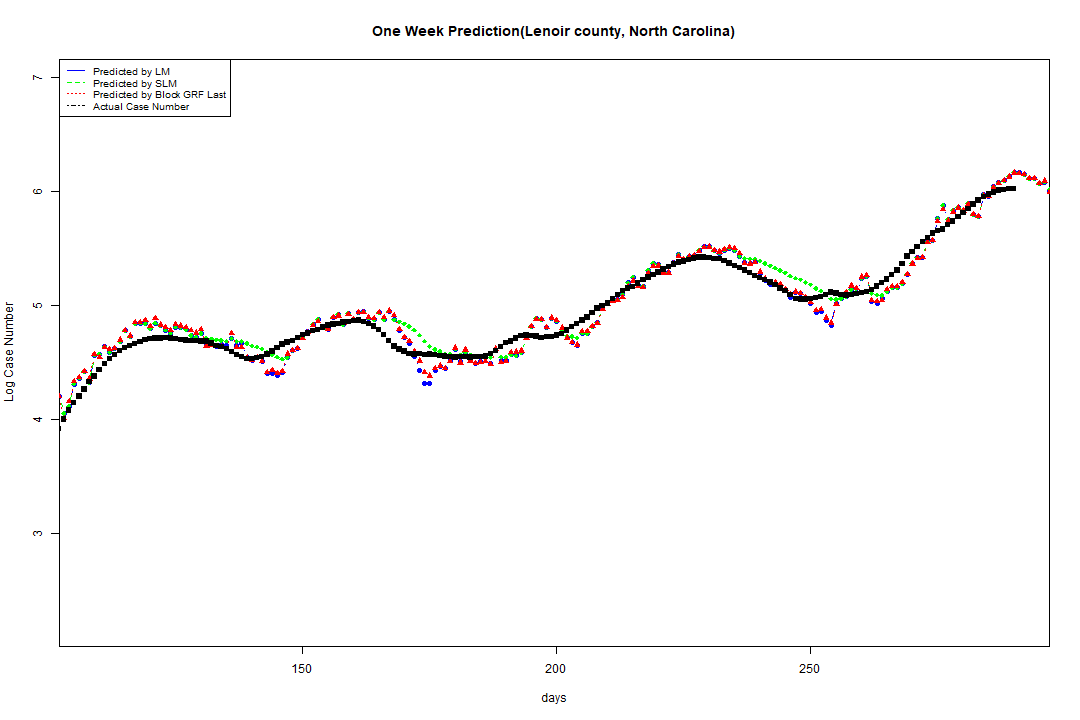 One Week Prediction(Lenoir county, North Carolina)
Predicted by LM
Predicted by SLM
Predicted by Block GRF Last
Actual Case Number
7
6
5
4
3
Log Case Number
150 200 250
days